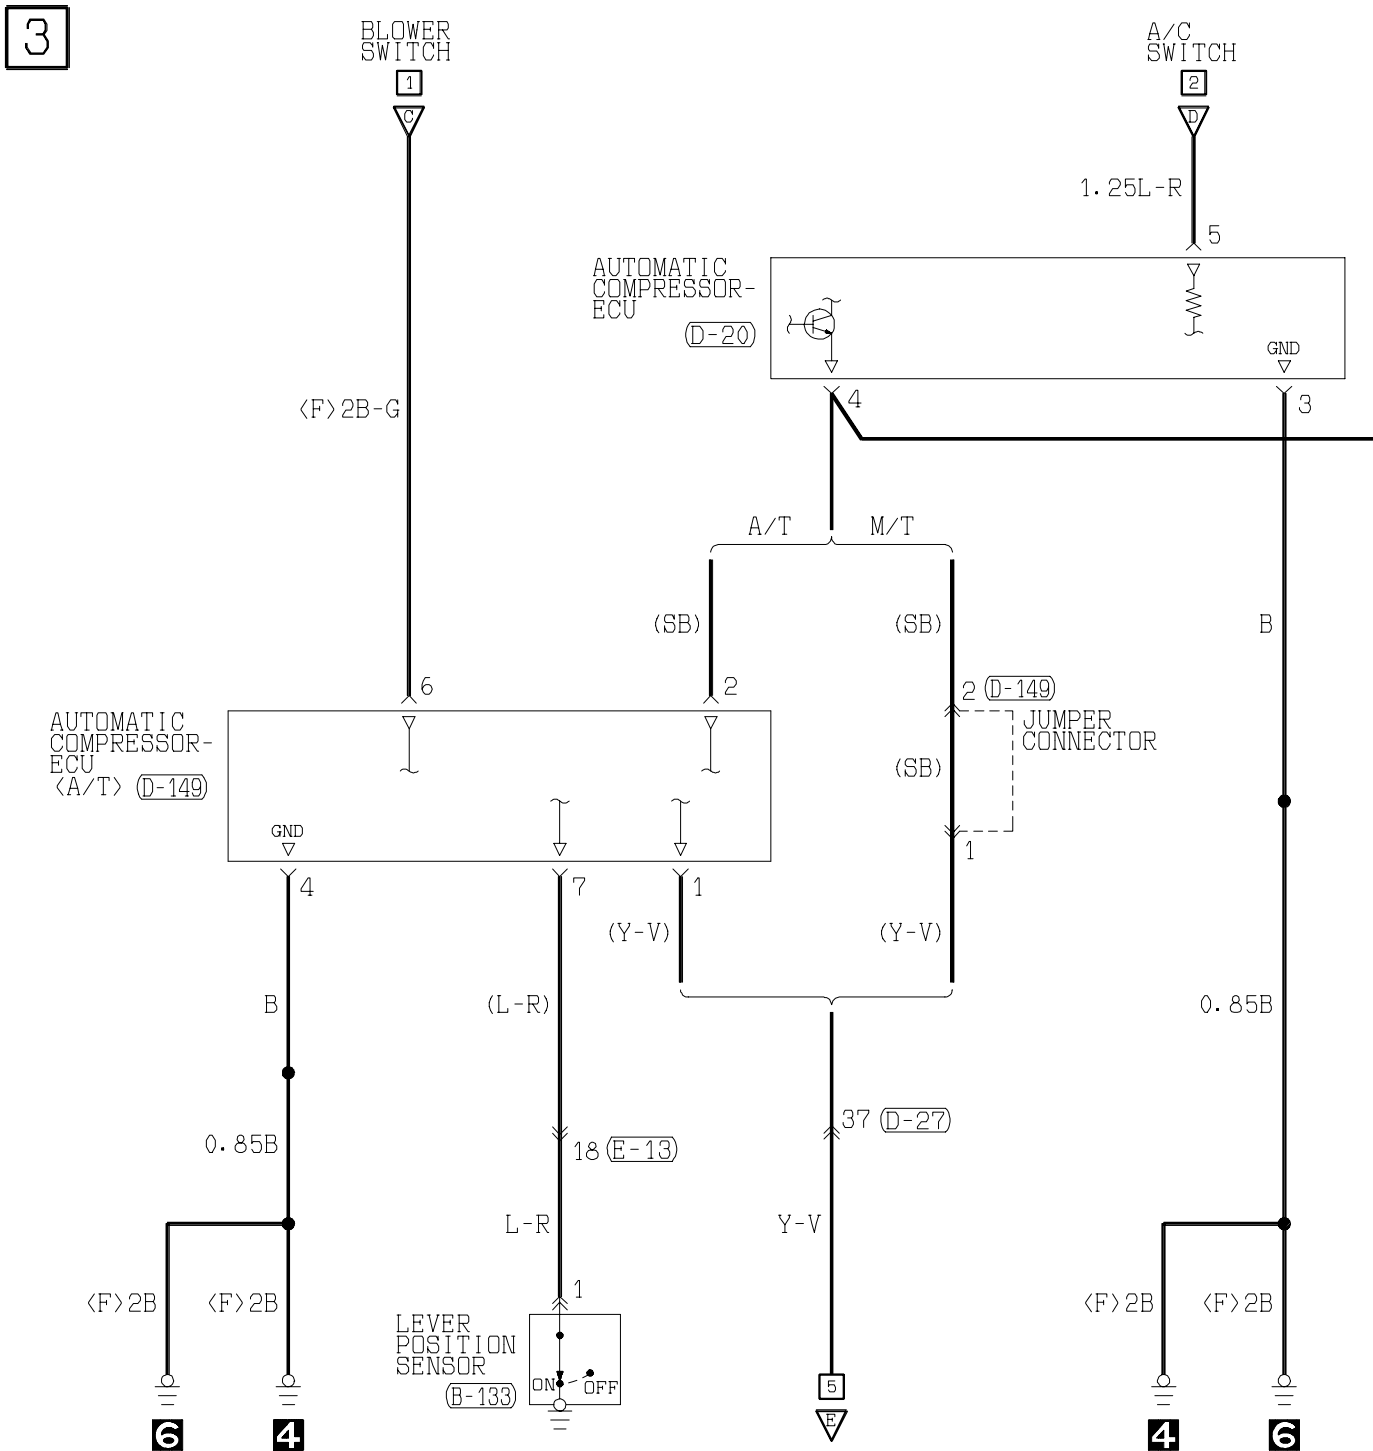 3
BLOWER
SWITCH
1
C
A/C
SWITCH
2
D
1.25L-R
5
AUTOMATIC
COMPRESSOR-
ECU
(D-20)
GND
4
3
<F>2B-G
A/T
M/T
(SB)
(SB)
B
6
2
2 (D-149)
JUMPER
CONNECTOR
AUTOMATIC
COMPRESSOR-
ECU
<A/T> (D-149)
(SB)
GND
1
4
7
1
(Y-V)
(Y-V)
B
(L-R)
0.85B
37 (D-27)
0.85B
18 (E-13)
L-R
Y-V
<F>2B
<F>2B
1
<F>2B
<F>2B
LEVER
POSITION
SENSOR
(B-133)
ON
OFF
5
E
6
4
4
6